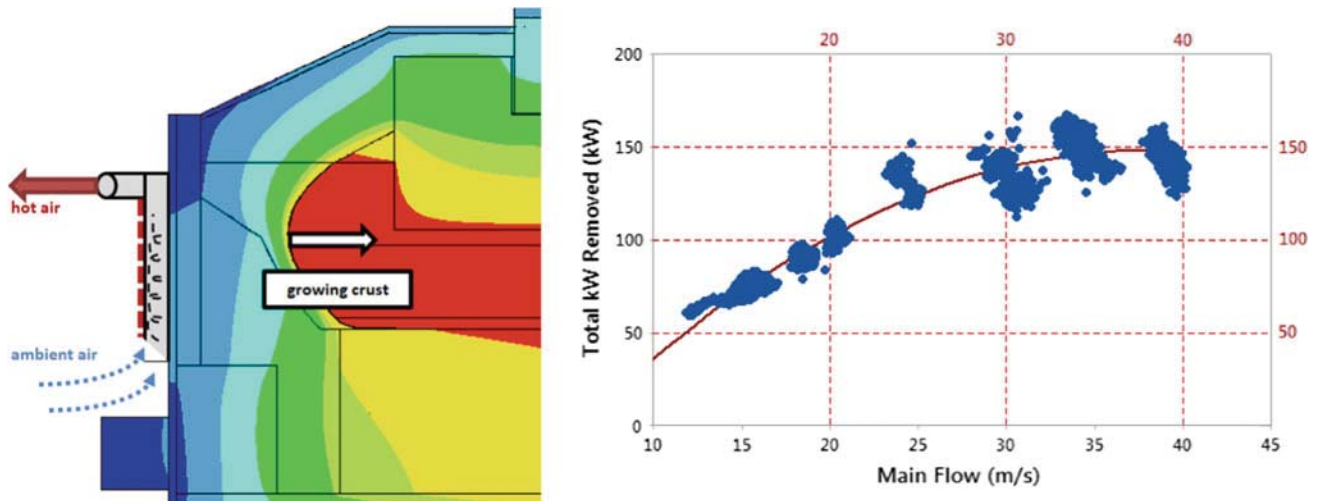 hot air
growing crust
ambient air
20 30 40
200
150
100
50
0
150
100
50
10 15 20 25 30 35 40 45
Total kW Removed (kW)
Main Flow (m/s)